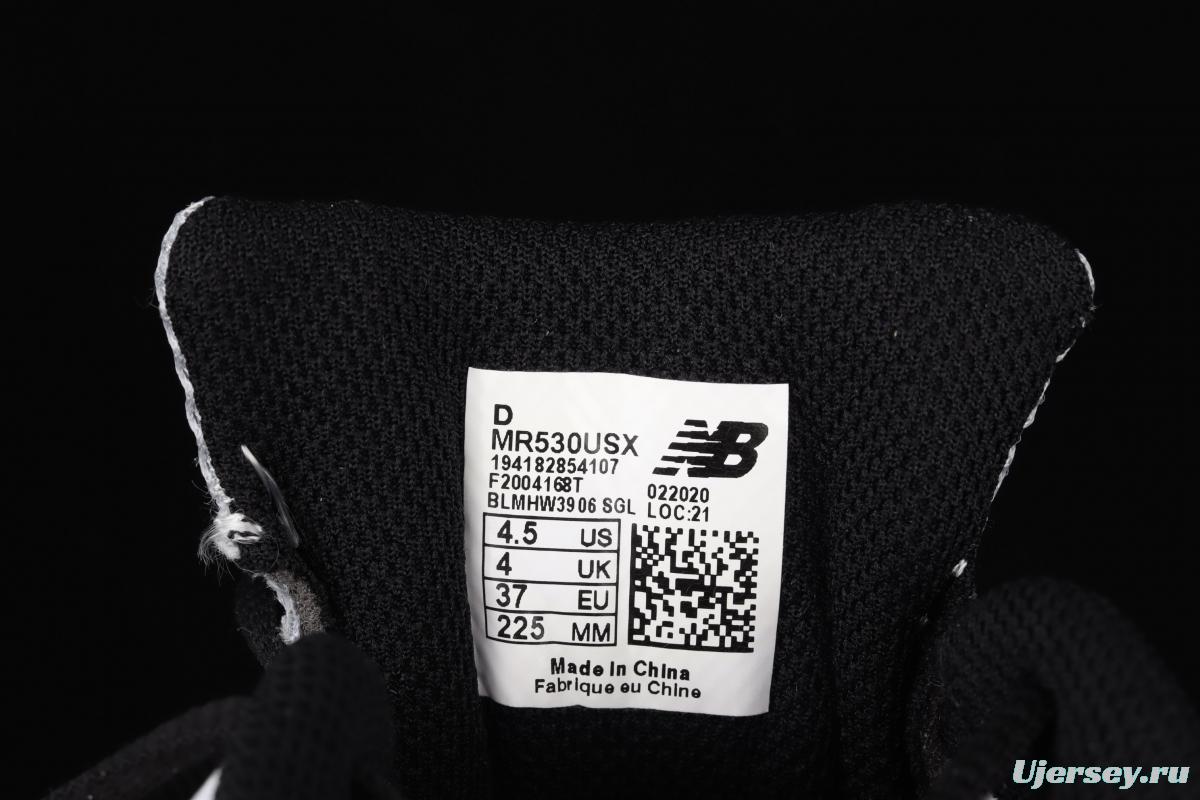 D
MR530USX
194182854107
F2004168T
BLMHW3906 SGL
NB
022020
LOC:21
4.5 US
4 UK
37 EU
225 MM
Made in China
Fabrique eu Chine
Ujersey.ru